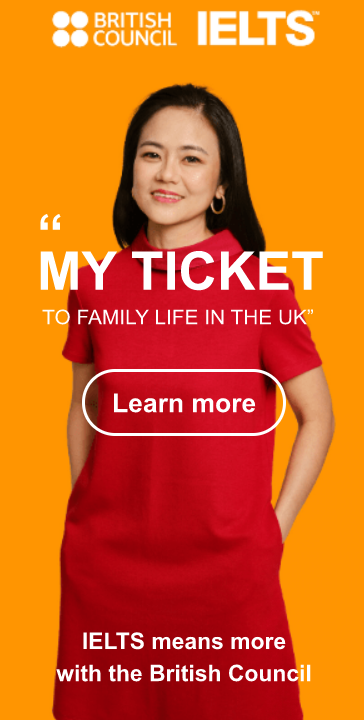 BRITISH
COUNCIL
IELTS™
“
MY TICKET
TO FAMILY LIFE IN THE UK”
Learn more
IELTS means more
with the British Council